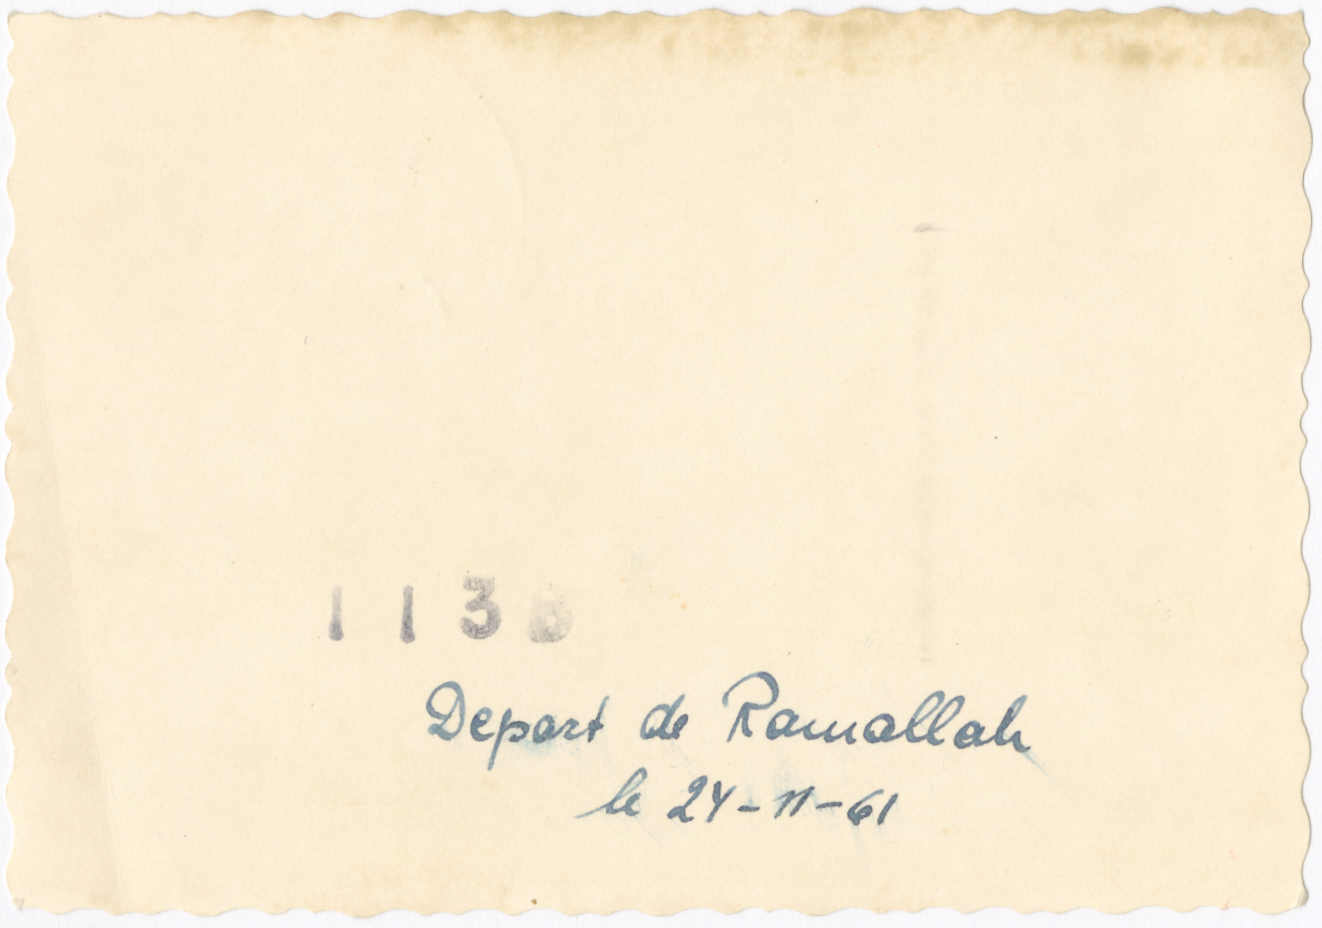 113
Depart de Ramallah
le 24-11-61